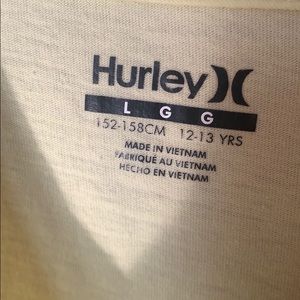 Hurley
L G G
152-158CM 12-13 YRS
MADE IN VIETNAM
FABRIQUÉ AU VIETNAM
HECHO EN VIETNAM